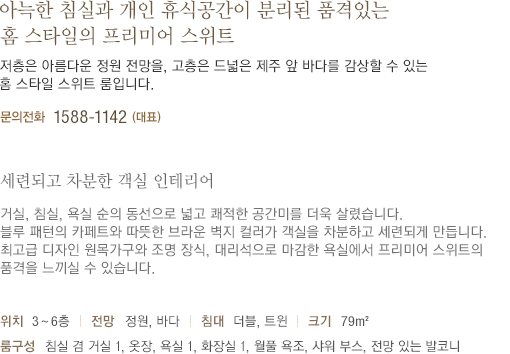 아늑한 침실과 개인 휴식공간이 분리된 품격있는
홈 스타일의 프리미어 스위트
저층은 아름다운 정원 전망을, 고층은 드넓은 제주 앞 바다를 감상할 수 있는
홈 스타일 스위트 룸입니다.
문의전화 1588-1142 (대표)
세련되고 차분한 객실 인테리어
거실, 침실, 욕실 순의 동선으로 넓고 쾌적한 공간미를 더욱 살렸습니다.
블루 패턴의 카페트와 따뜻한 브라운 벽지 컬러가 객실을 차분하고 세련되게 만듭니다.
최고급 디자인 원목가구와 조명 장식, 대리석으로 마감한 욕실에서 프리미어 스위트의
품격을 느끼실 수 있습니다.
위치 3~6층 | 전망 정원, 바다 | 침대 더블, 트윈 | 크기 79m²
룸구성 침실 겸 거실 1, 옷장, 욕실 1, 화장실 1, 월풀 욕조, 샤워 부스, 전망 있는 발코니